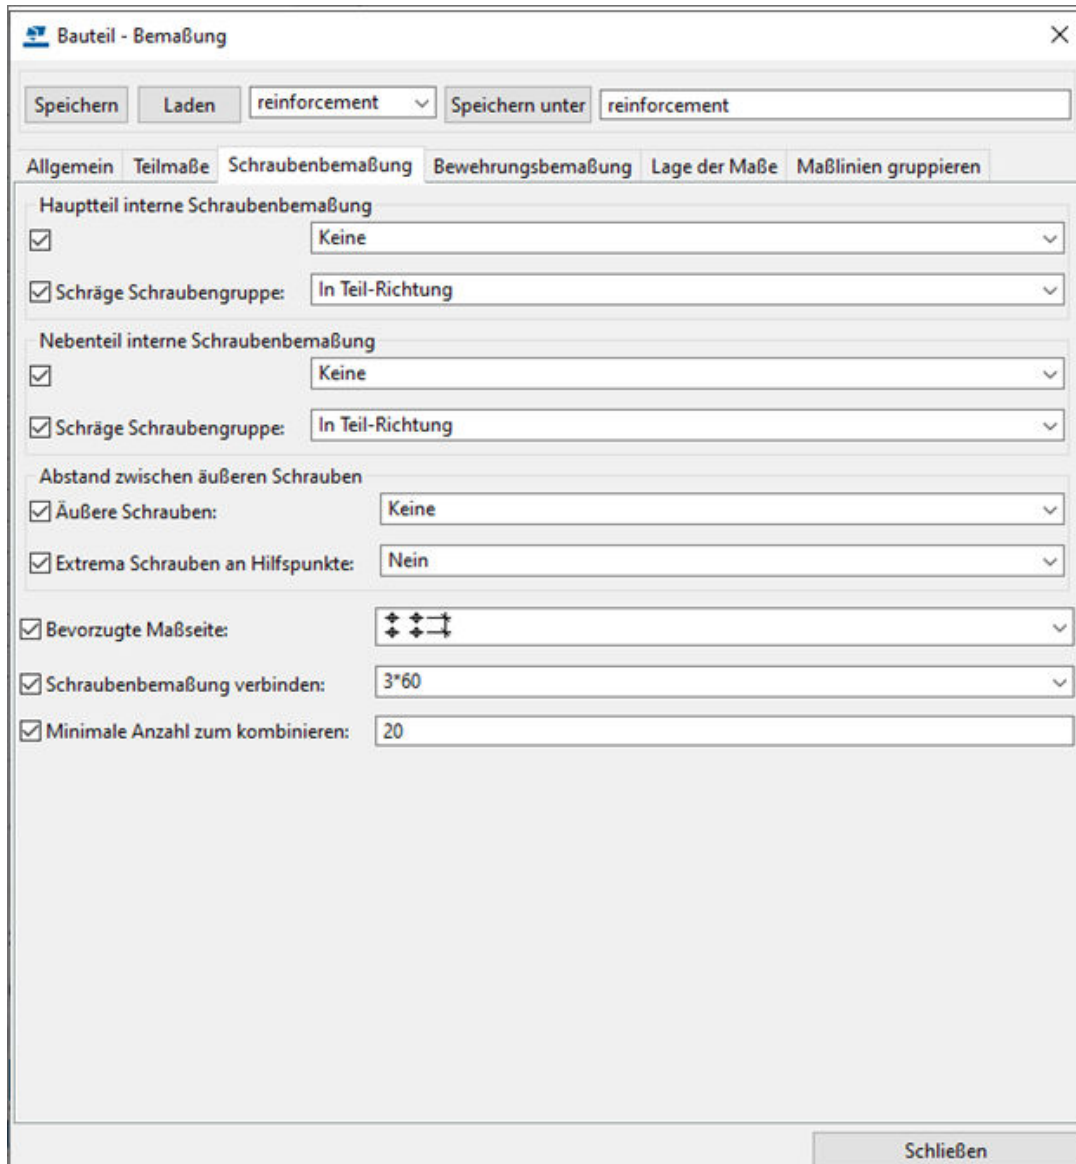 Bauteil - Bemaßung
Speichern Laden reinforcement Speichern unter reinforcement
Allgemein Teilmaße Schraubenbemaßung Bewehrungsbemaßung Lage der Maße Maßlinien gruppieren
Hauptteil interne Schraubenbemaßung
Keine
Schräge Schraubengruppe: In Teil-Richtung
Nebenteil interne Schraubenbemaßung
Keine
Schräge Schraubengruppe: In Teil-Richtung
Abstand zwischen äußeren Schrauben
Äußere Schrauben: Keine
Extrema Schrauben an Hilfspunkte: Nein
Bevorzugte Maßseite:
Schraubenbemaßung verbinden: 3*60
Minimale Anzahl zum kombinieren: 20
Schließen